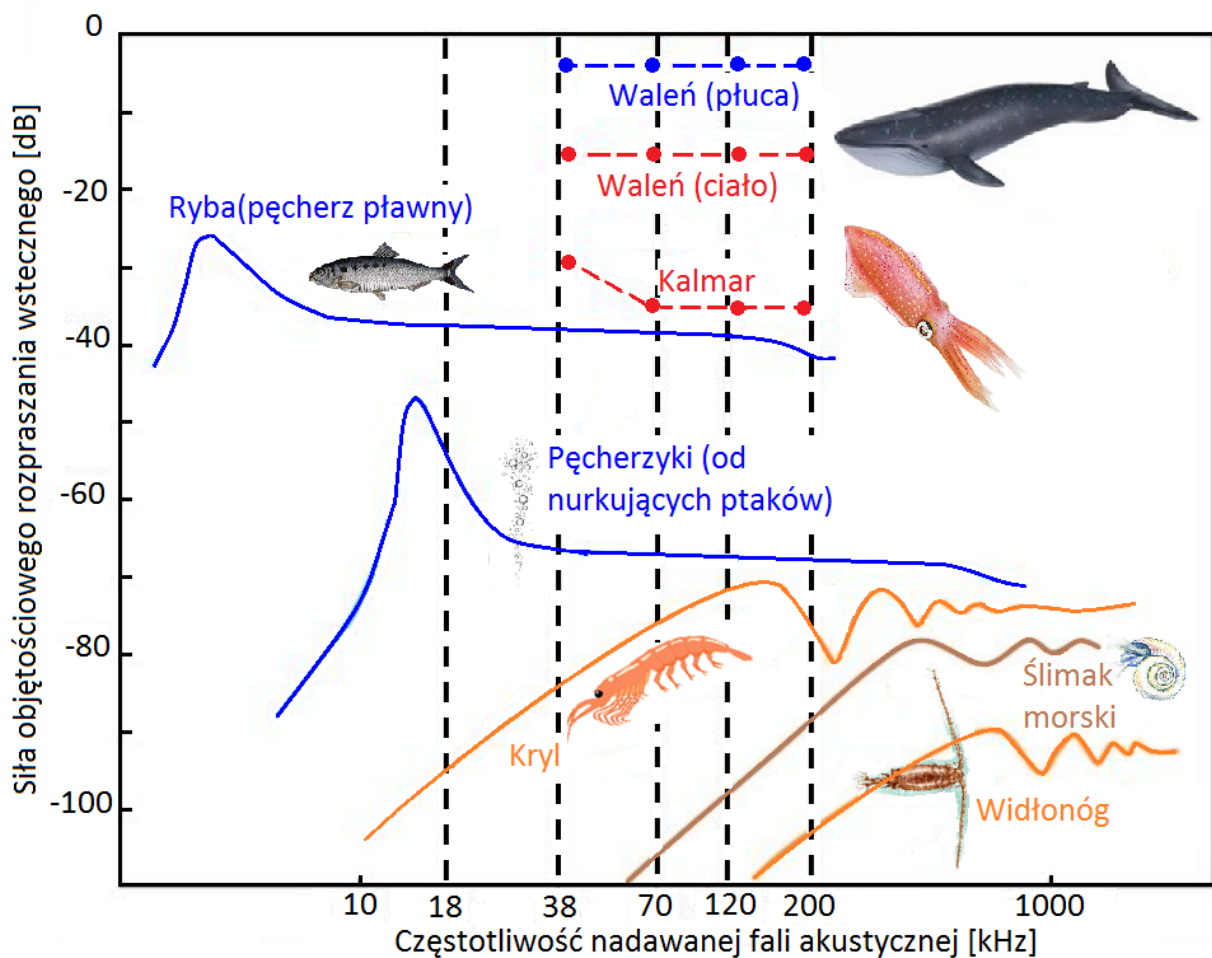 Siła objętościowego rozpraszania wstecznego [dB]
0
-20
-40
-60
-80
-100
Waleń (płuca)
Waleń (ciało)
Ryba(pęcherz pławny)
Kalmar
Pęcherzyki (od
nurkujących ptaków)
Kryl
Ślimak
morski
Widłonóg
10 18 38 70 120 200 1000
Częstotliwość nadawanej fali akustycznej [kHz]